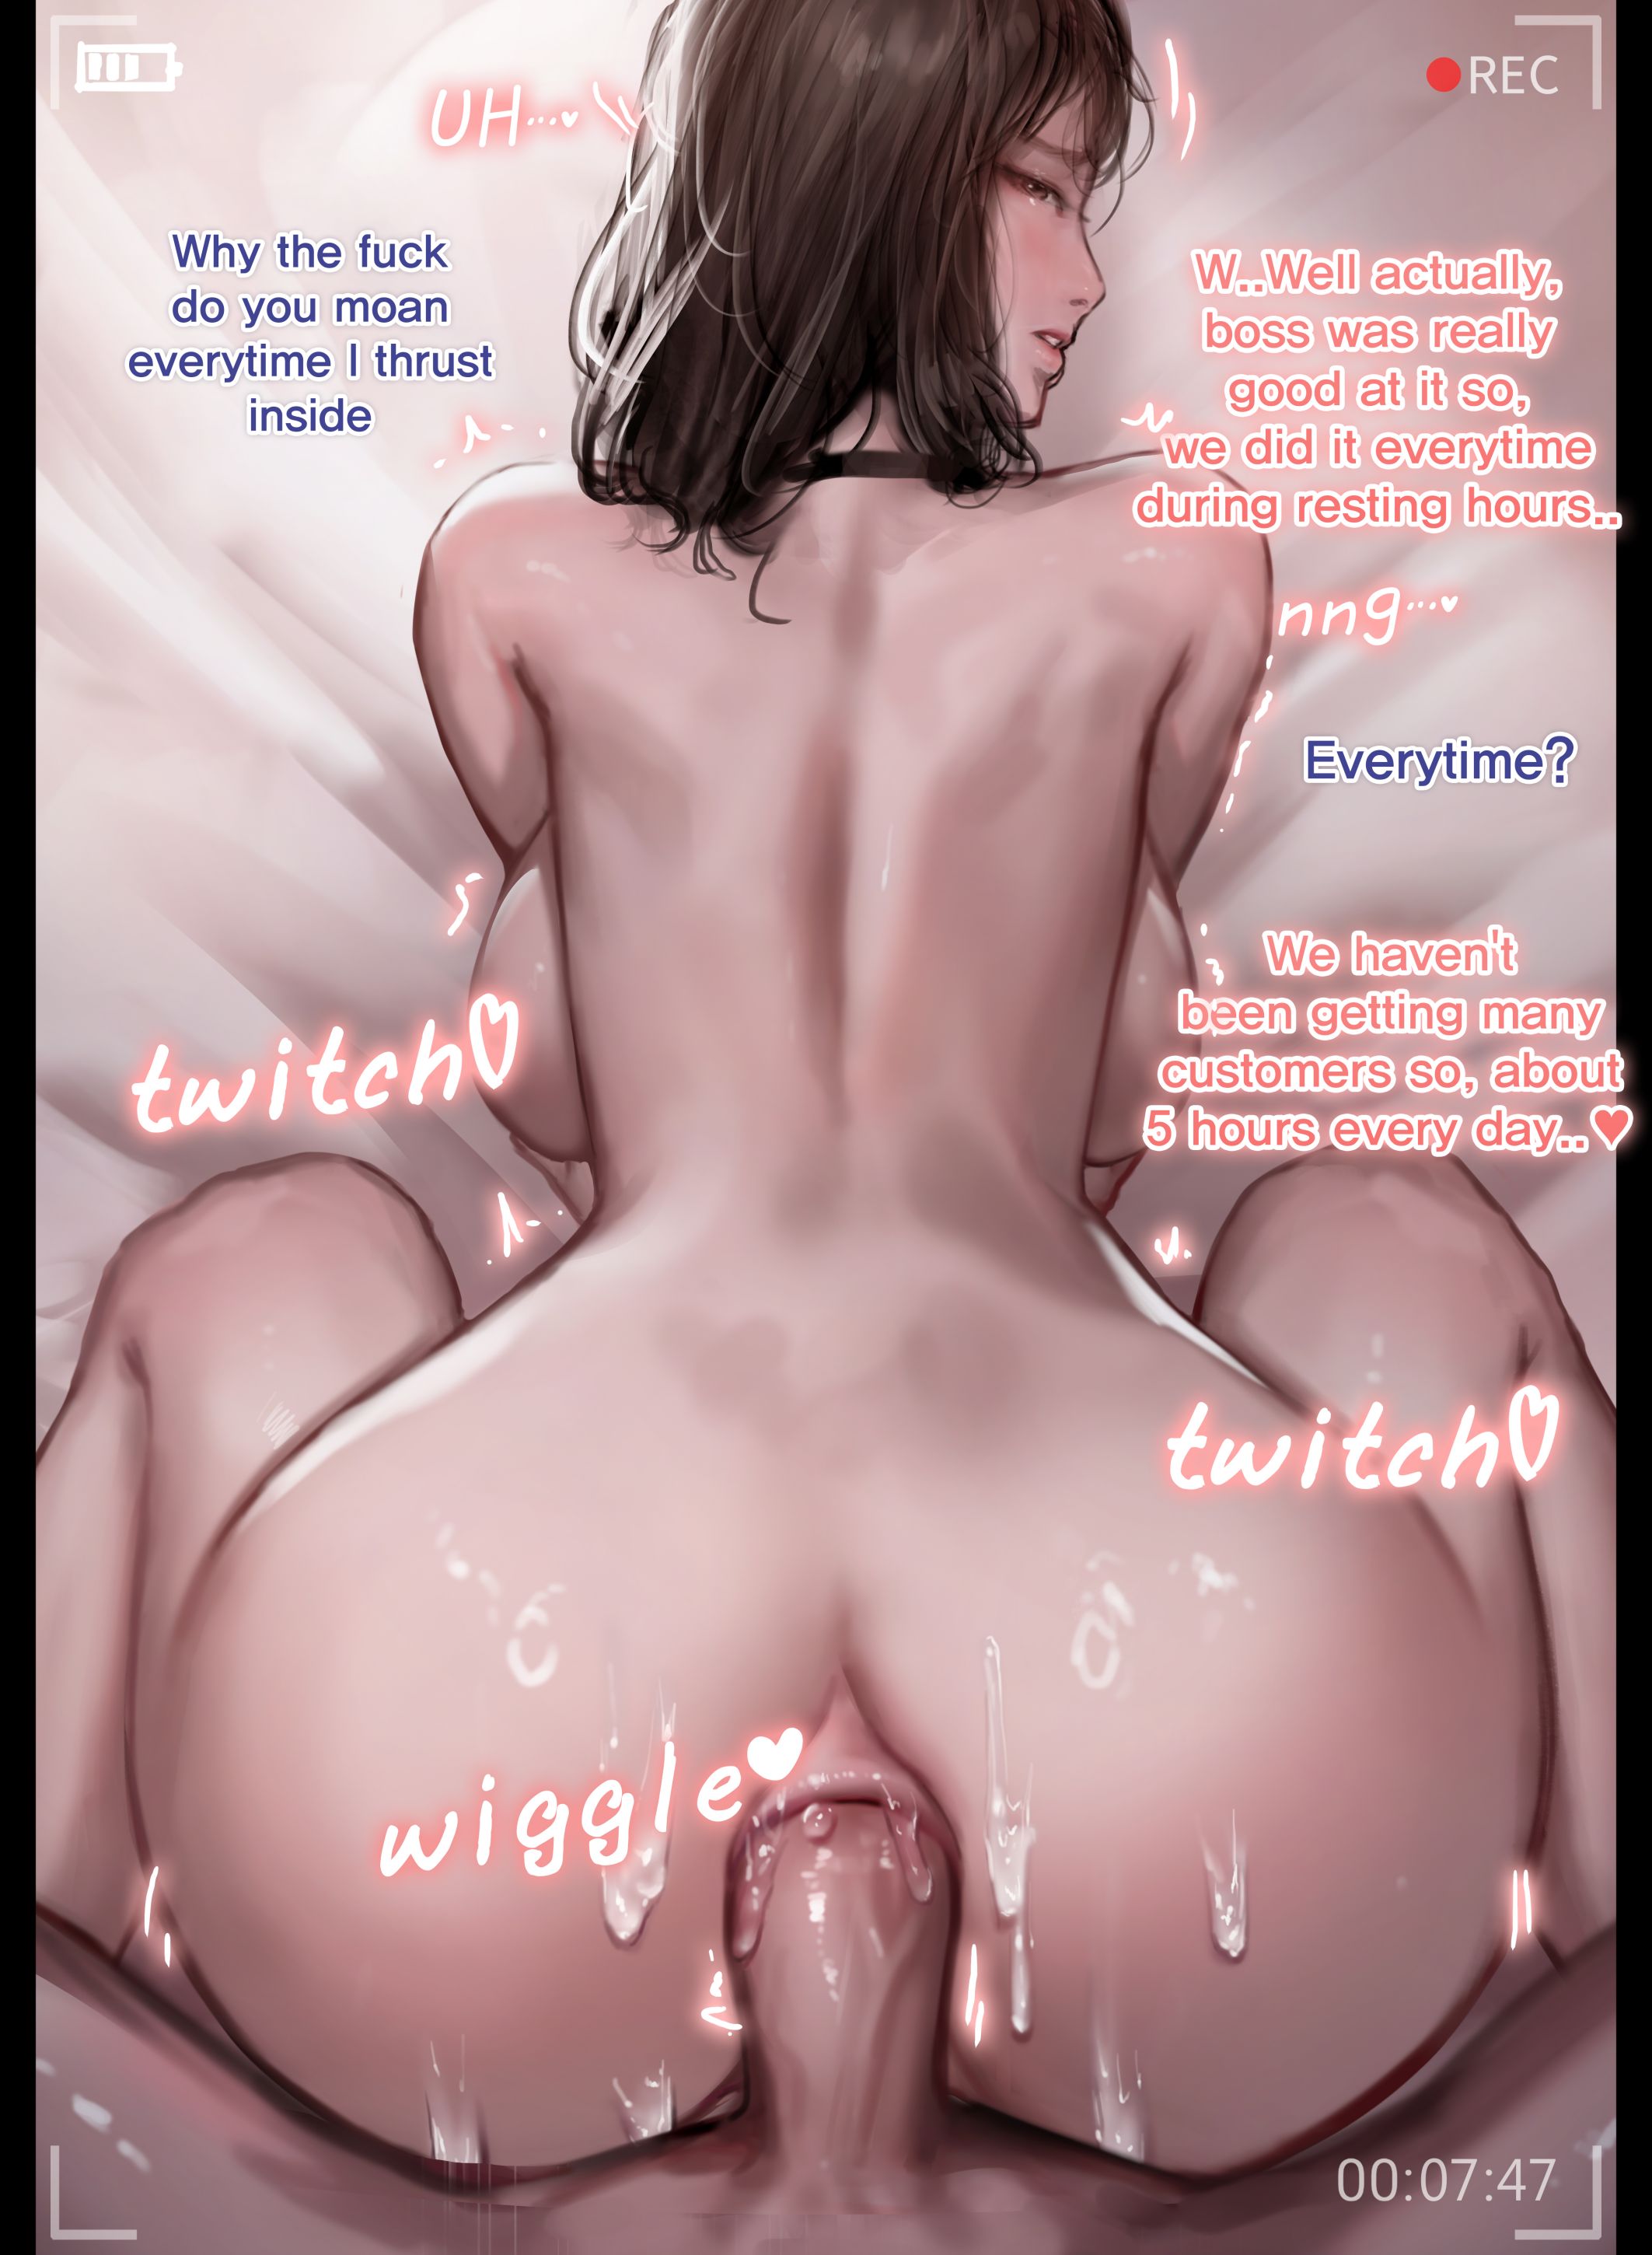 REC
UH...♥
Why the fuck
do you moan
everytime I thrust
inside
W..Well actually,
boss was really
good at it so,
we did it everytime
during resting hours..
nng...♥
Everytime?
We haven't
been getting many
customers so, about
5 hours every day..♥
twitch♡
twitch♡
wiggle♥
00:07:47